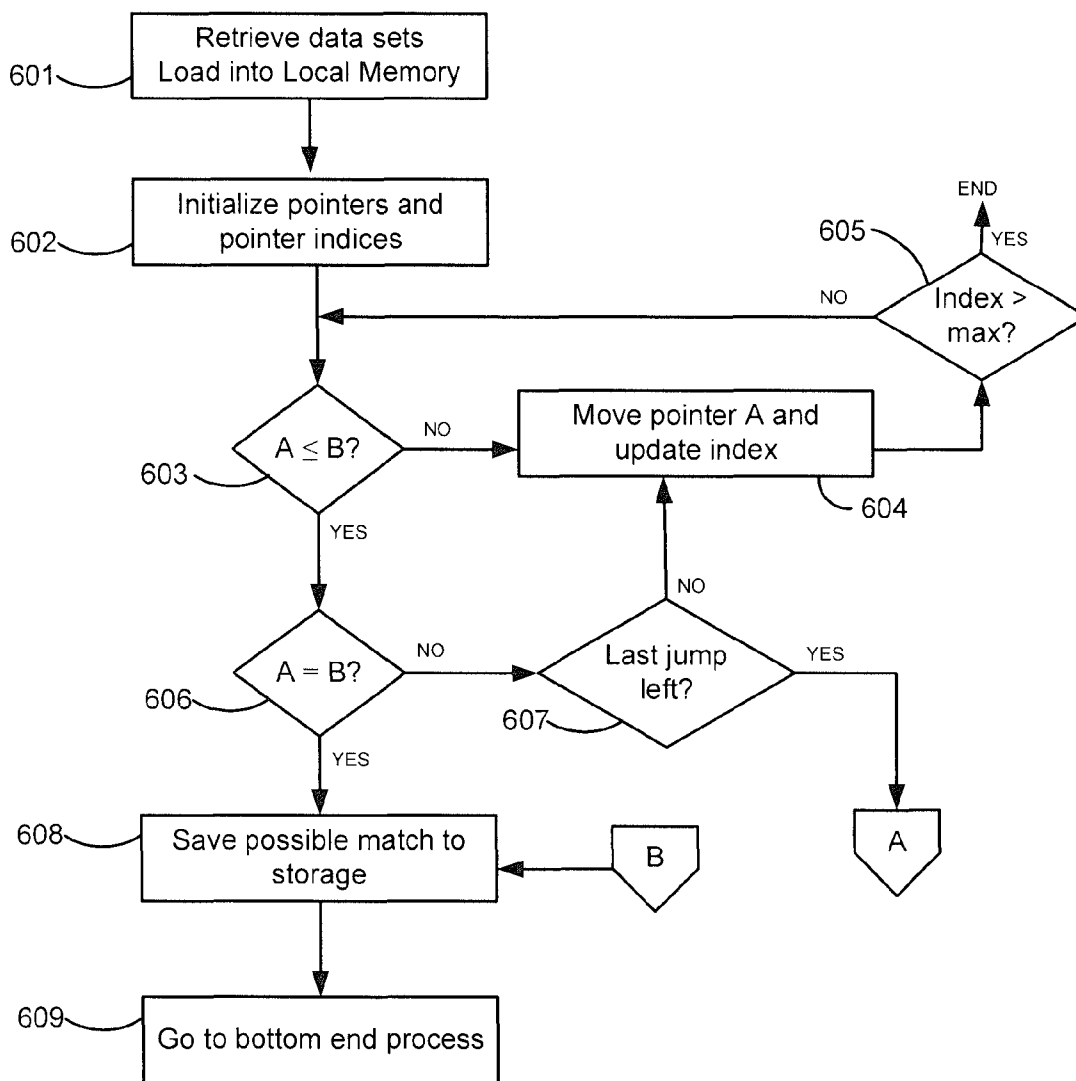 Retrieve data sets
Load into Local Memory
601
Initialize pointers and
pointer indices
602
END
YES
605
Index >
max?
NO
A ≤ B?
603
NO
Move pointer A and
update index
604
YES
A = B?
606
NO
Last jump
left?
607
NO
YES
YES
608
Save possible match to
storage
B
A
609
Go to bottom end process